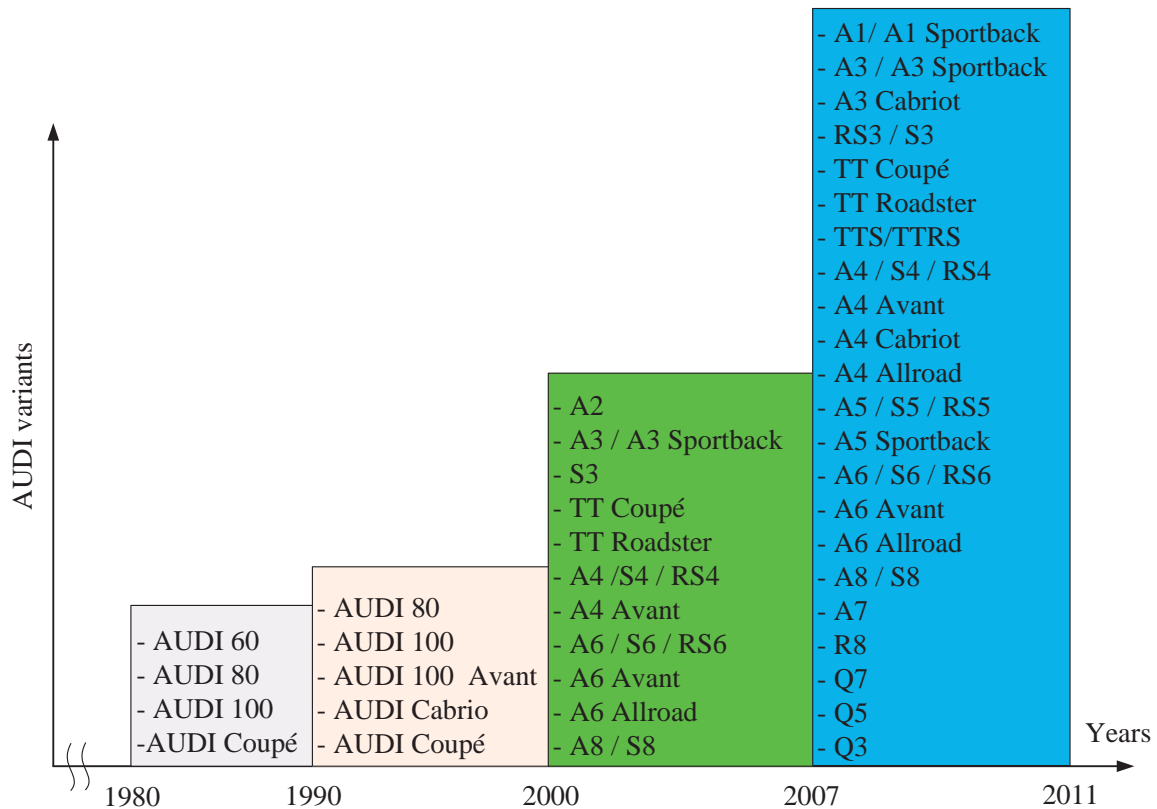 AUDI variants
- AUDI 60
- AUDI 80
- AUDI 100
-AUDI Coupé
- AUDI 80
- AUDI 100
- AUDI 100 Avant
- AUDI Cabrio
- AUDI Coupé
- A2
- A3 / A3 Sportback
- S3
- TT Coupé
- TT Roadster
- A4 /S4 / RS4
- A4 Avant
- A6 / S6 / RS6
- A6 Avant
- A6 Allroad
- A8 / S8
- A1/ A1 Sportback
- A3 / A3 Sportback
- A3 Cabriot
- RS3 / S3
- TT Coupé
- TT Roadster
- TTS/TTRS
- A4 / S4 / RS4
- A4 Avant
- A4 Cabriot
- A4 Allroad
- A5 / S5 / RS5
- A5 Sportback
- A6 / S6 / RS6
- A6 Avant
- A6 Allroad
- A8 / S8
- A7
- R8
- Q7
- Q5
- Q3
Years
1980 1990 2000 2007 2011